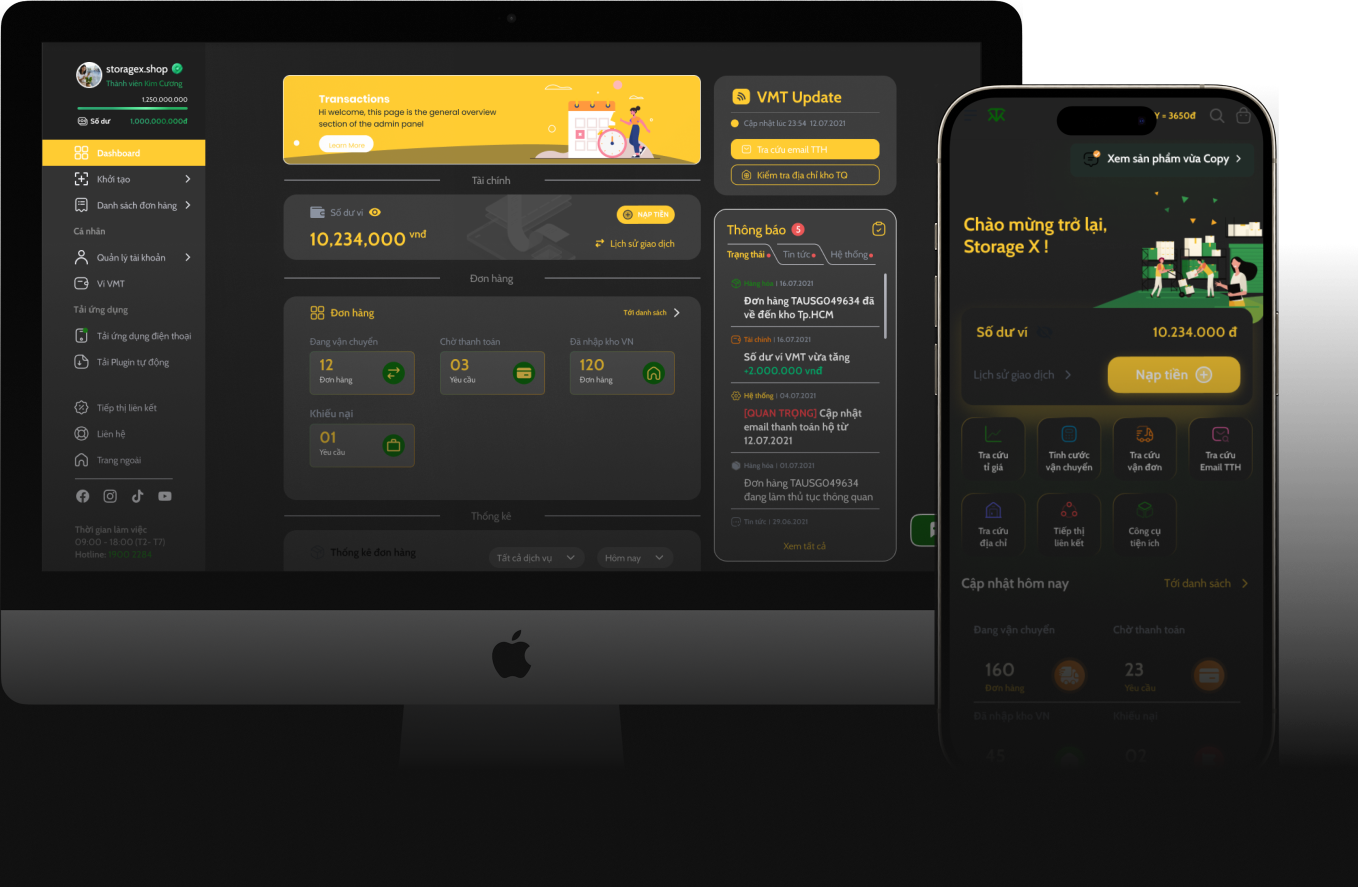 storagex.shop
Thành viên Kim Cương
1.250.000.000
Số dư 1.000.000.000đ
Dashboard
Khởi tạo
Danh sách đơn hàng
Cá nhân
Quản lý tài khoản
Ví VMT
Tải ứng dụng
Tải ứng dụng điện thoại
Tải Plugin tự động
Tiếp thị liên kết
Liên hệ
Trang ngoài
Thời gian làm việc
09:00 - 18:00 (T2- T7)
Hotline: 1900 2284
Transactions
Hi welcome, this page is the general overview
section of the admin panel
Learn More
Tài chính
Số dư ví
10,234,000 vnđ
NẠP TIỀN
Lịch sử giao dịch
Đơn hàng
Đơn hàng
Tới danh sách
Đang vận chuyển
12
Đơn hàng
Chờ thanh toán
03
Yêu cầu
Đã nhập kho VN
120
Đơn hàng
Khiếu nại
01
Yêu cầu
Thống kê
Thống kê đơn hàng
Tất cả dịch vụ
Hôm nay
VMT Update
Cập nhật lúc 23:54 12.07.2021
Tra cứu email TTH
Kiểm tra địa chỉ kho TQ
Thông báo 5
Trạng thái
Tin tức
Hệ thống
Hàng hóa | 16.07.2021
Đơn hàng TAUSG049634 đã
về đến kho Tp.HCM
Tài chính | 16.07.2021
Số dư ví VMT vừa tăng
+2.000.000 vnđ
Hệ thống | 04.07.2021
[QUAN TRỌNG] Cập nhật
email thanh toán hộ từ
12.07.2021
Hàng hóa | 01.07.2021
Đơn hàng TAUSG049634
đang làm thủ tục thông quan
Tin tức | 29.06.2021
Xem tất cả
Y = 3650đ
Xem sản phẩm vừa Copy
Chào mừng trở lại,
Storage X !
Số dư ví
10.234.000 đ
Lịch sử giao dịch
Nạp tiền
Tra cứu
tỉ giá
Tính cước
vận chuyển
Tra cứu
vận đơn
Tra cứu
Email TTH
Tra cứu
địa chỉ
Tiếp thị
liên kết
Công cụ
tiện ích
Cập nhật hôm nay
Tới danh sách
Đang vận chuyển
160
Đơn hàng
Chờ thanh toán
23
Yêu cầu
Đã nhập kho VN
45
Khiếu nại
02